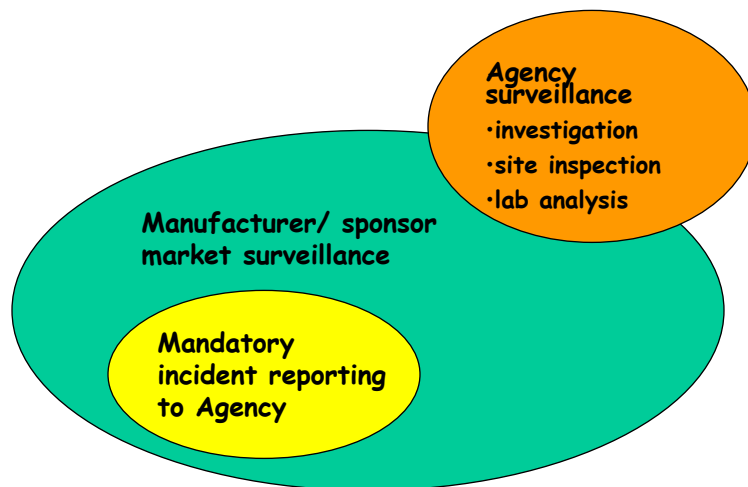 Agency
surveillance
•investigation
•site inspection
•lab analysis
Manufacturer/ sponsor
market surveillance
Mandatory
incident reporting
to Agency